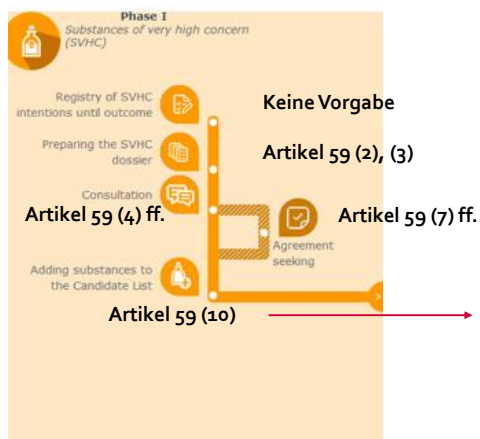 Phase I
Substances of very high concern
(SVHC)
Registry of SVHC
intentions until outcome
Keine Vorgabe
Preparing the SVHC
dossier
Artikel 59 (2), (3)
Consultation
Artikel 59 (4) ff.
Artikel 59 (7) ff.
Agreement
seeking
Adding substances to
the Candidate List
Artikel 59 (10)